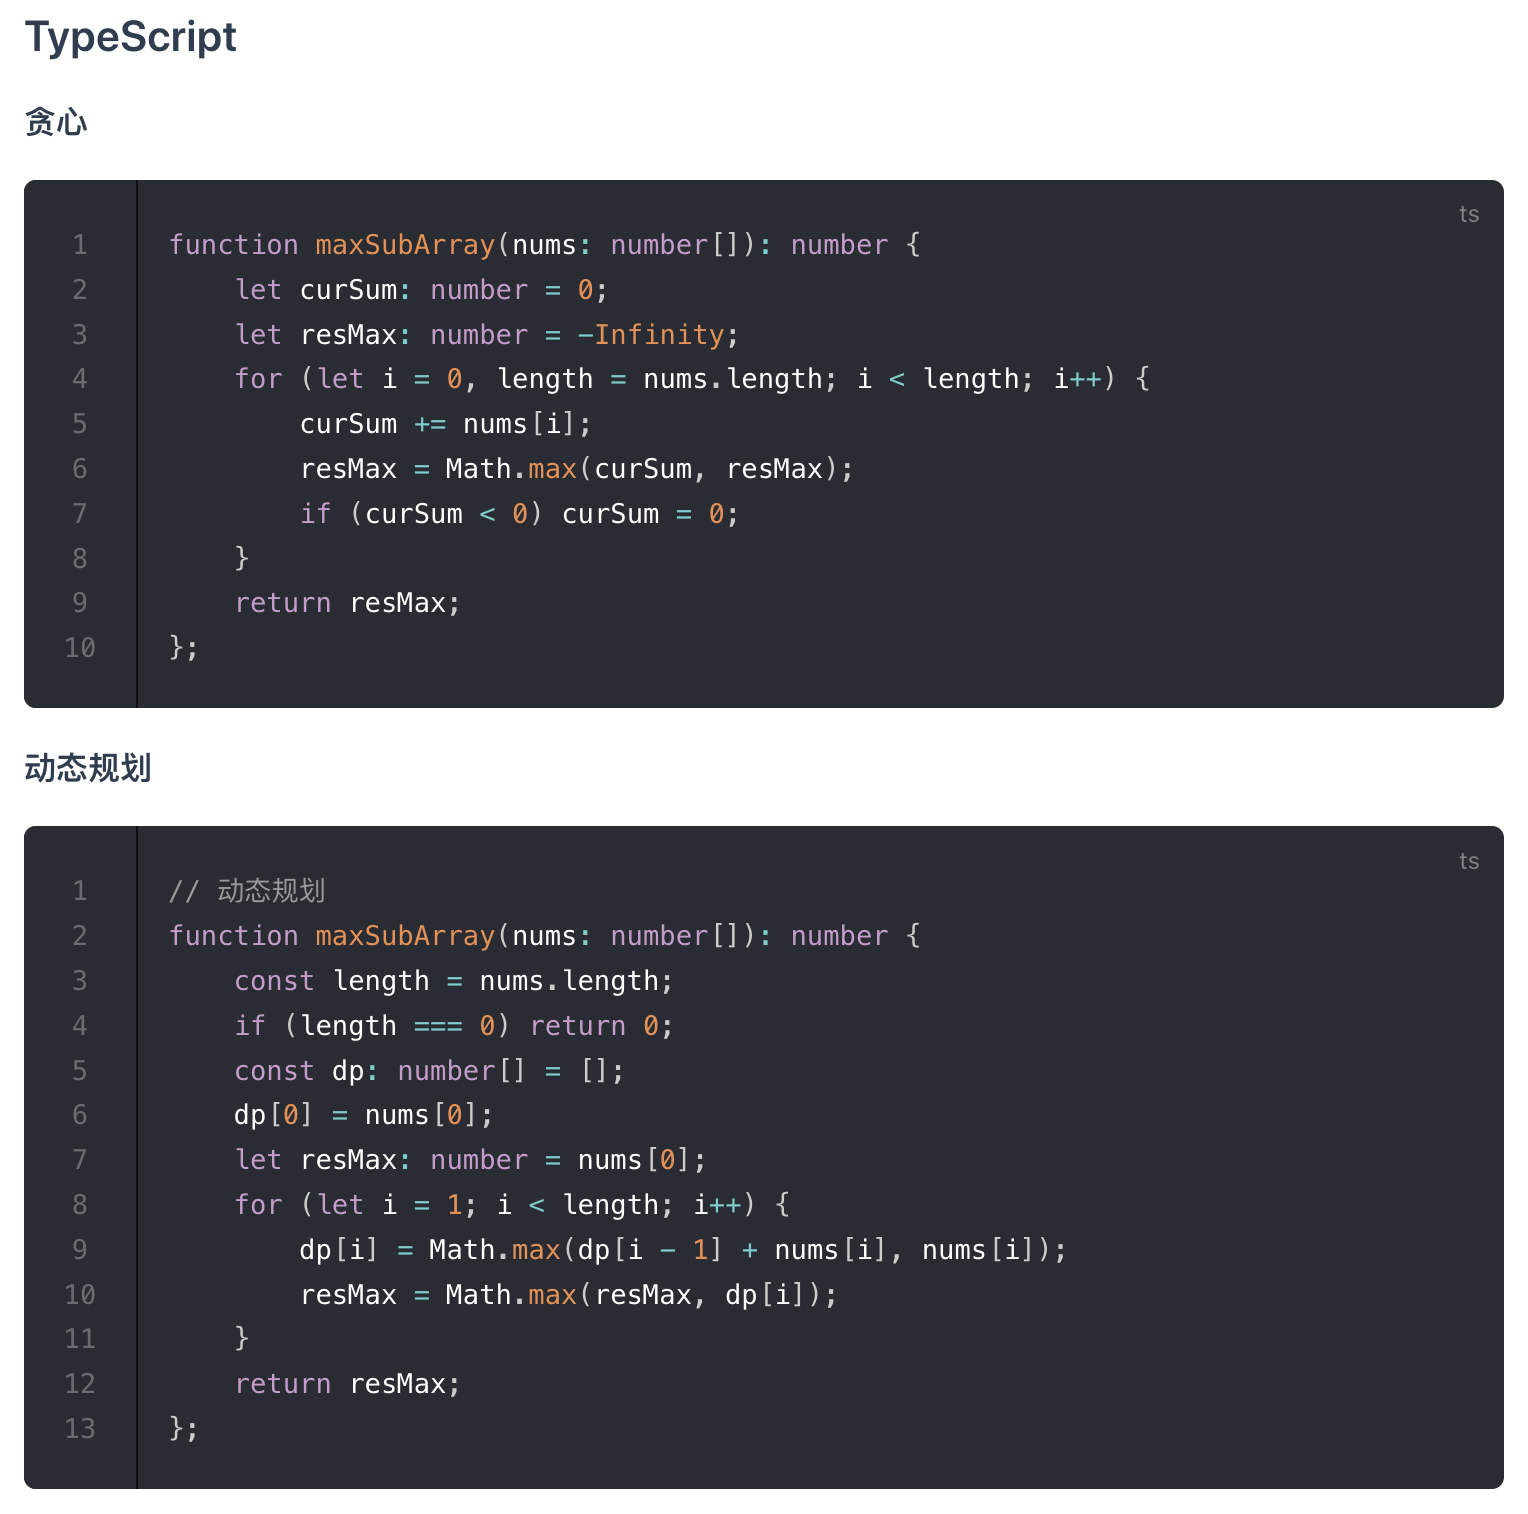 TypeScript
贪心
ts
1 function maxSubArray(nums: number[]): number {
2     let curSum: number = 0;
3     let resMax: number = -Infinity;
4     for (let i = 0, length = nums.length; i < length; i++) {
5         curSum += nums[i];
6         resMax = Math.max(curSum, resMax);
7         if (curSum < 0) curSum = 0;
8     }
9     return resMax;
10 };
动态规划
ts
1 // 动态规划
2 function maxSubArray(nums: number[]): number {
3     const length = nums.length;
4     if (length === 0) return 0;
5     const dp: number[] = [];
6     dp[0] = nums[0];
7     let resMax: number = nums[0];
8     for (let i = 1; i < length; i++) {
9         dp[i] = Math.max(dp[i - 1] + nums[i], nums[i]);
10         resMax = Math.max(resMax, dp[i]);
11     }
12     return resMax;
13 };